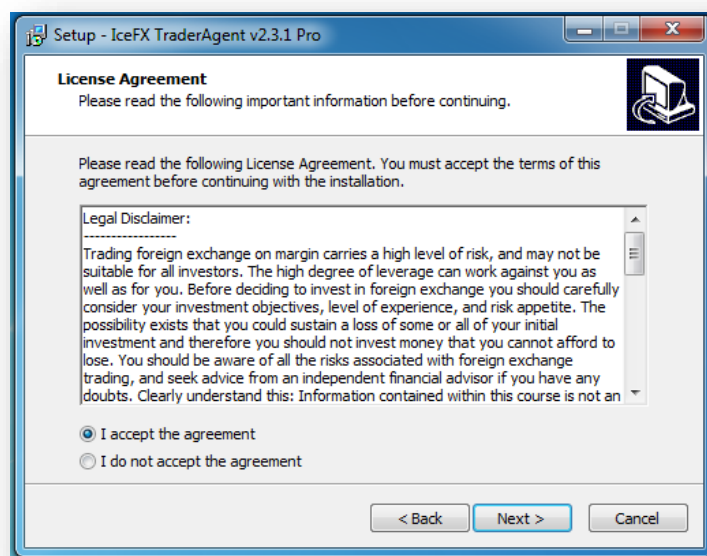 Setup - IceFX TraderAgent v2.3.1 Pro
License Agreement
Please read the following important information before continuing.
Please read the following License Agreement. You must accept the terms of this
agreement before continuing with the installation.
Legal Disclaimer:
-----------------
Trading foreign exchange on margin carries a high level of risk, and may not be
suitable for all investors. The high degree of leverage can work against you as
well as for you. Before deciding to invest in foreign exchange you should carefully
consider your investment objectives, level of experience, and risk appetite. The
possibility exists that you could sustain a loss of some or all of your initial
investment and therefore you should not invest money that you cannot afford to
lose. You should be aware of all the risks associated with foreign exchange
trading, and seek advice from an independent financial advisor if you have any
doubts. Clearly understand this: Information contained within this course is not an
I accept the agreement
I do not accept the agreement
< Back Next > Cancel